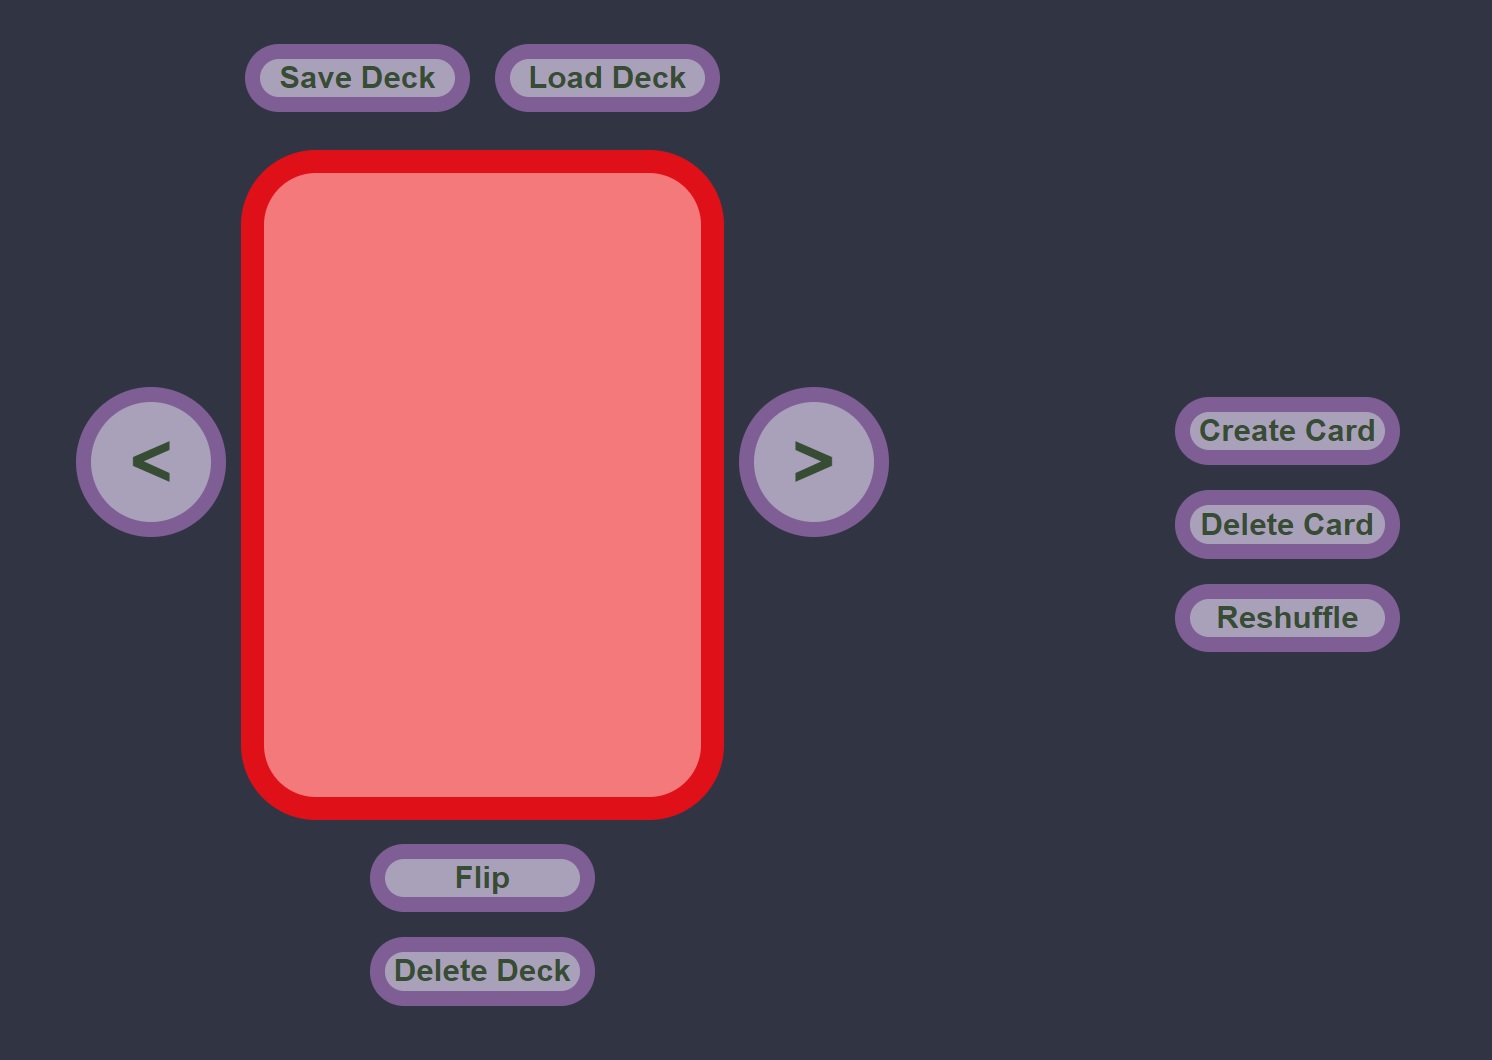 Save Deck
Load Deck
<
>
Create Card
Delete Card
Reshuffle
Flip
Delete Deck